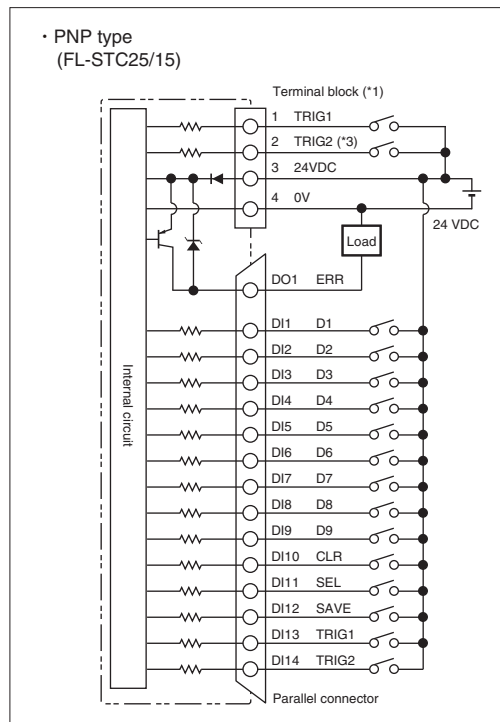 ・PNP type
(FL-STC25/15)
Terminal block (*1)
1 TRIG1
2 TRIG2 (*3)
3 24VDC
4 0V
24 VDC
Load
DO1 ERR
DI1 D1
DI2 D2
DI3 D3
DI4 D4
DI5 D5
DI6 D6
DI7 D7
DI8 D8
DI9 D9
DI10 CLR
DI11 SEL
DI12 SAVE
DI13 TRIG1
DI14 TRIG2
Internal circuit
Parallel connector